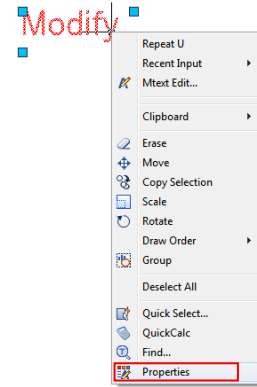 Modify
Repeat U
Recent Input
Mtext Edit...
Clipboard
Erase
Move
Copy Selection
Scale
Rotate
Draw Order
Group
Deselect All
Quick Select...
QuickCalc
Find...
Properties